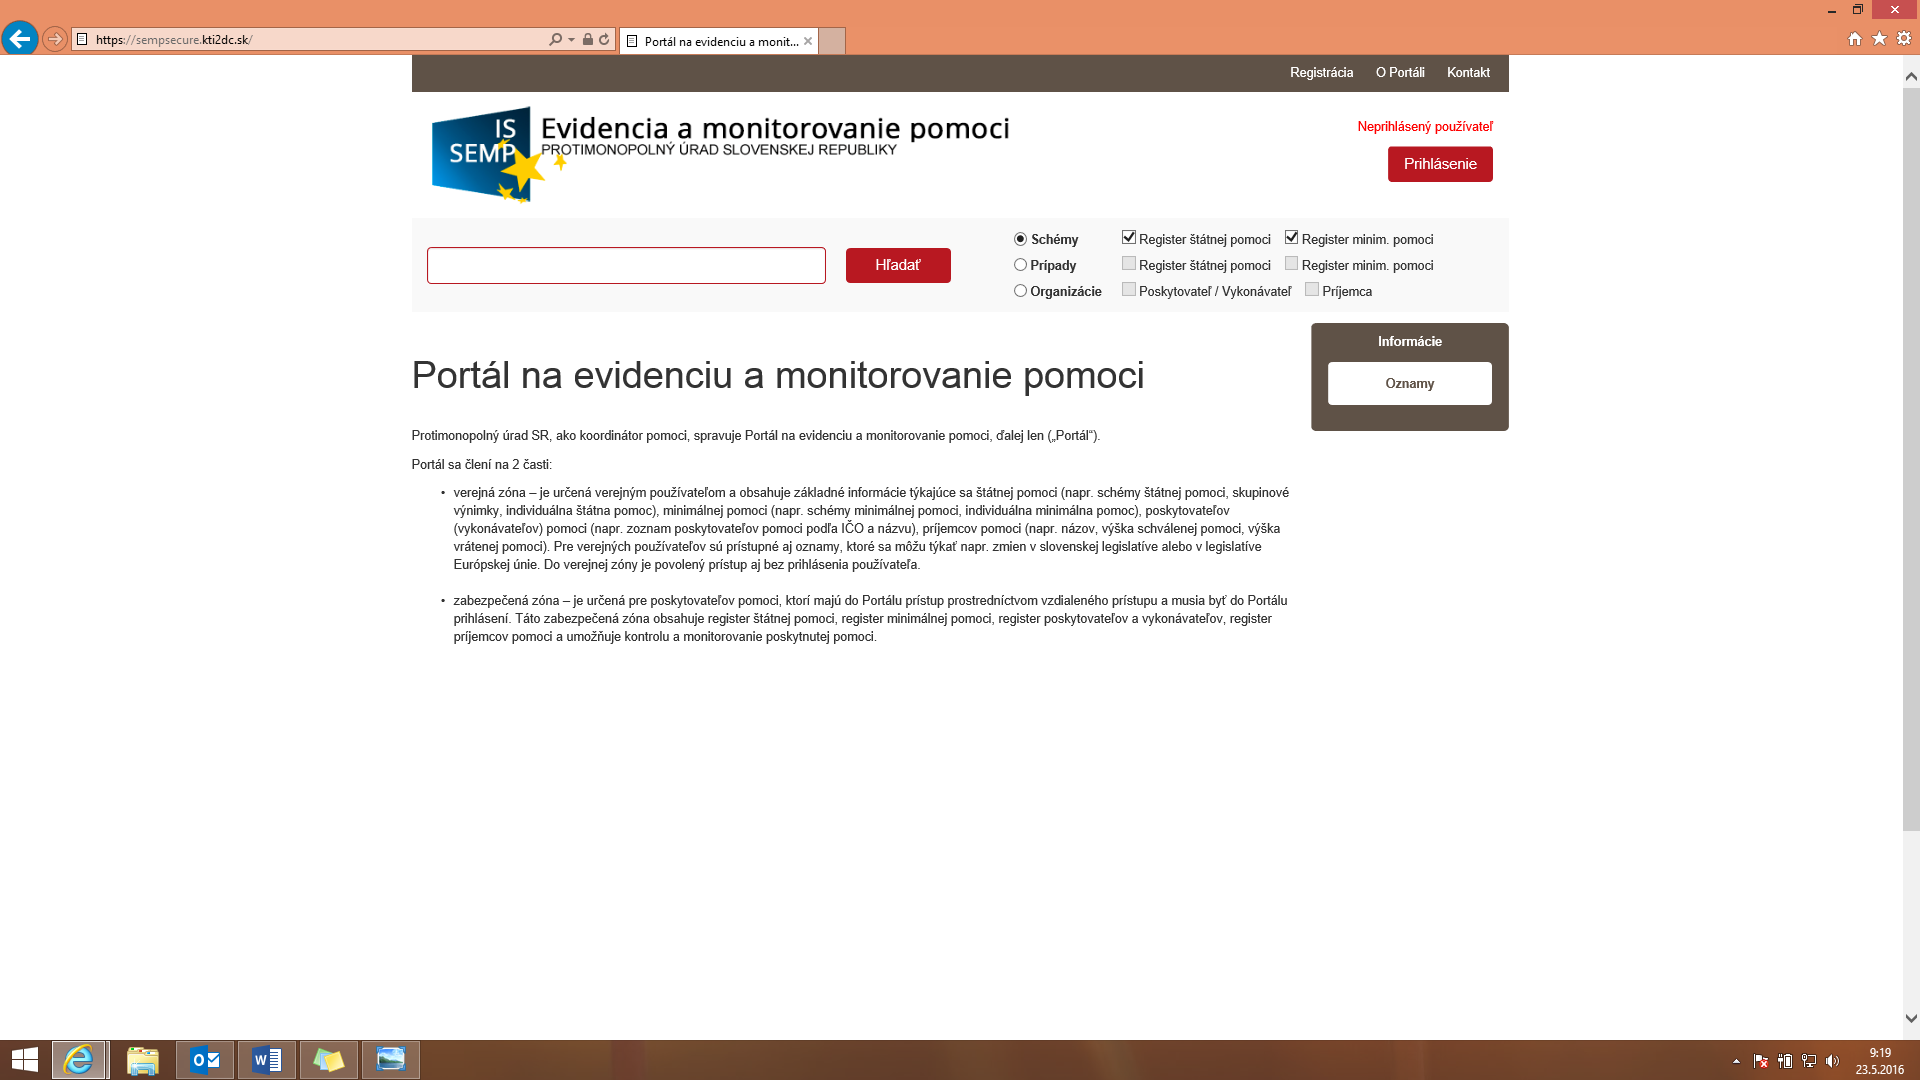 https://sempsecure.kti2dc.sk/
Portál na evidenciu a monit...
Registrácia O Portáli Kontakt
IS
SEMP
Evidencia a monitorovanie pomoci
PROTIMONOPOLNÝ ÚRAD SLOVENSKEJ REPUBLIKY
Neprihlásený používateľ
Prihlásenie
Hľadať
Schémy Register štátnej pomoci Register minim. pomoci
Prípady Register štátnej pomoci Register minim. pomoci
Organizácie Poskytovateľ / Vykonávateľ Príjemca
Informácie
Oznamy
Portál na evidenciu a monitorovanie pomoci
Protimonopolný úrad SR, ako koordinátor pomoci, spravuje Portál na evidenciu a monitorovanie pomoci, ďalej len („Portál“).
Portál sa člení na 2 časti:
• verejná zóna – je určená verejným používateľom a obsahuje základné informácie týkajúce sa štátnej pomoci (napr. schémy štátnej pomoci, skupinové
výnimky, individuálna štátna pomoc), minimálnej pomoci (napr. schémy minimálnej pomoci, individuálna minimálna pomoc), poskytovateľov
(vykonávateľov) pomoci (napr. zoznam poskytovateľov pomoci podľa IČO a názvu), príjemcov pomoci (napr. názov, výška schválenej pomoci, výška
vrátenej pomoci). Pre verejných používateľov sú prístupné aj oznamy, ktoré sa môžu týkať napr. zmien v slovenskej legislatíve alebo v legislatíve
Európskej únie. Do verejnej zóny je povolený prístup aj bez prihlásenia používateľa.
• zabezpečená zóna – je určená pre poskytovateľov pomoci, ktorí majú do Portálu prístup prostredníctvom vzdialeného prístupu a musia byť do Portálu
prihlásení. Táto zabezpečená zóna obsahuje register štátnej pomoci, register minimálnej pomoci, register poskytovateľov a vykonávateľov, register
príjemcov pomoci a umožňuje kontrolu a monitorovanie poskytnutej pomoci.
9:19
23.5.2016